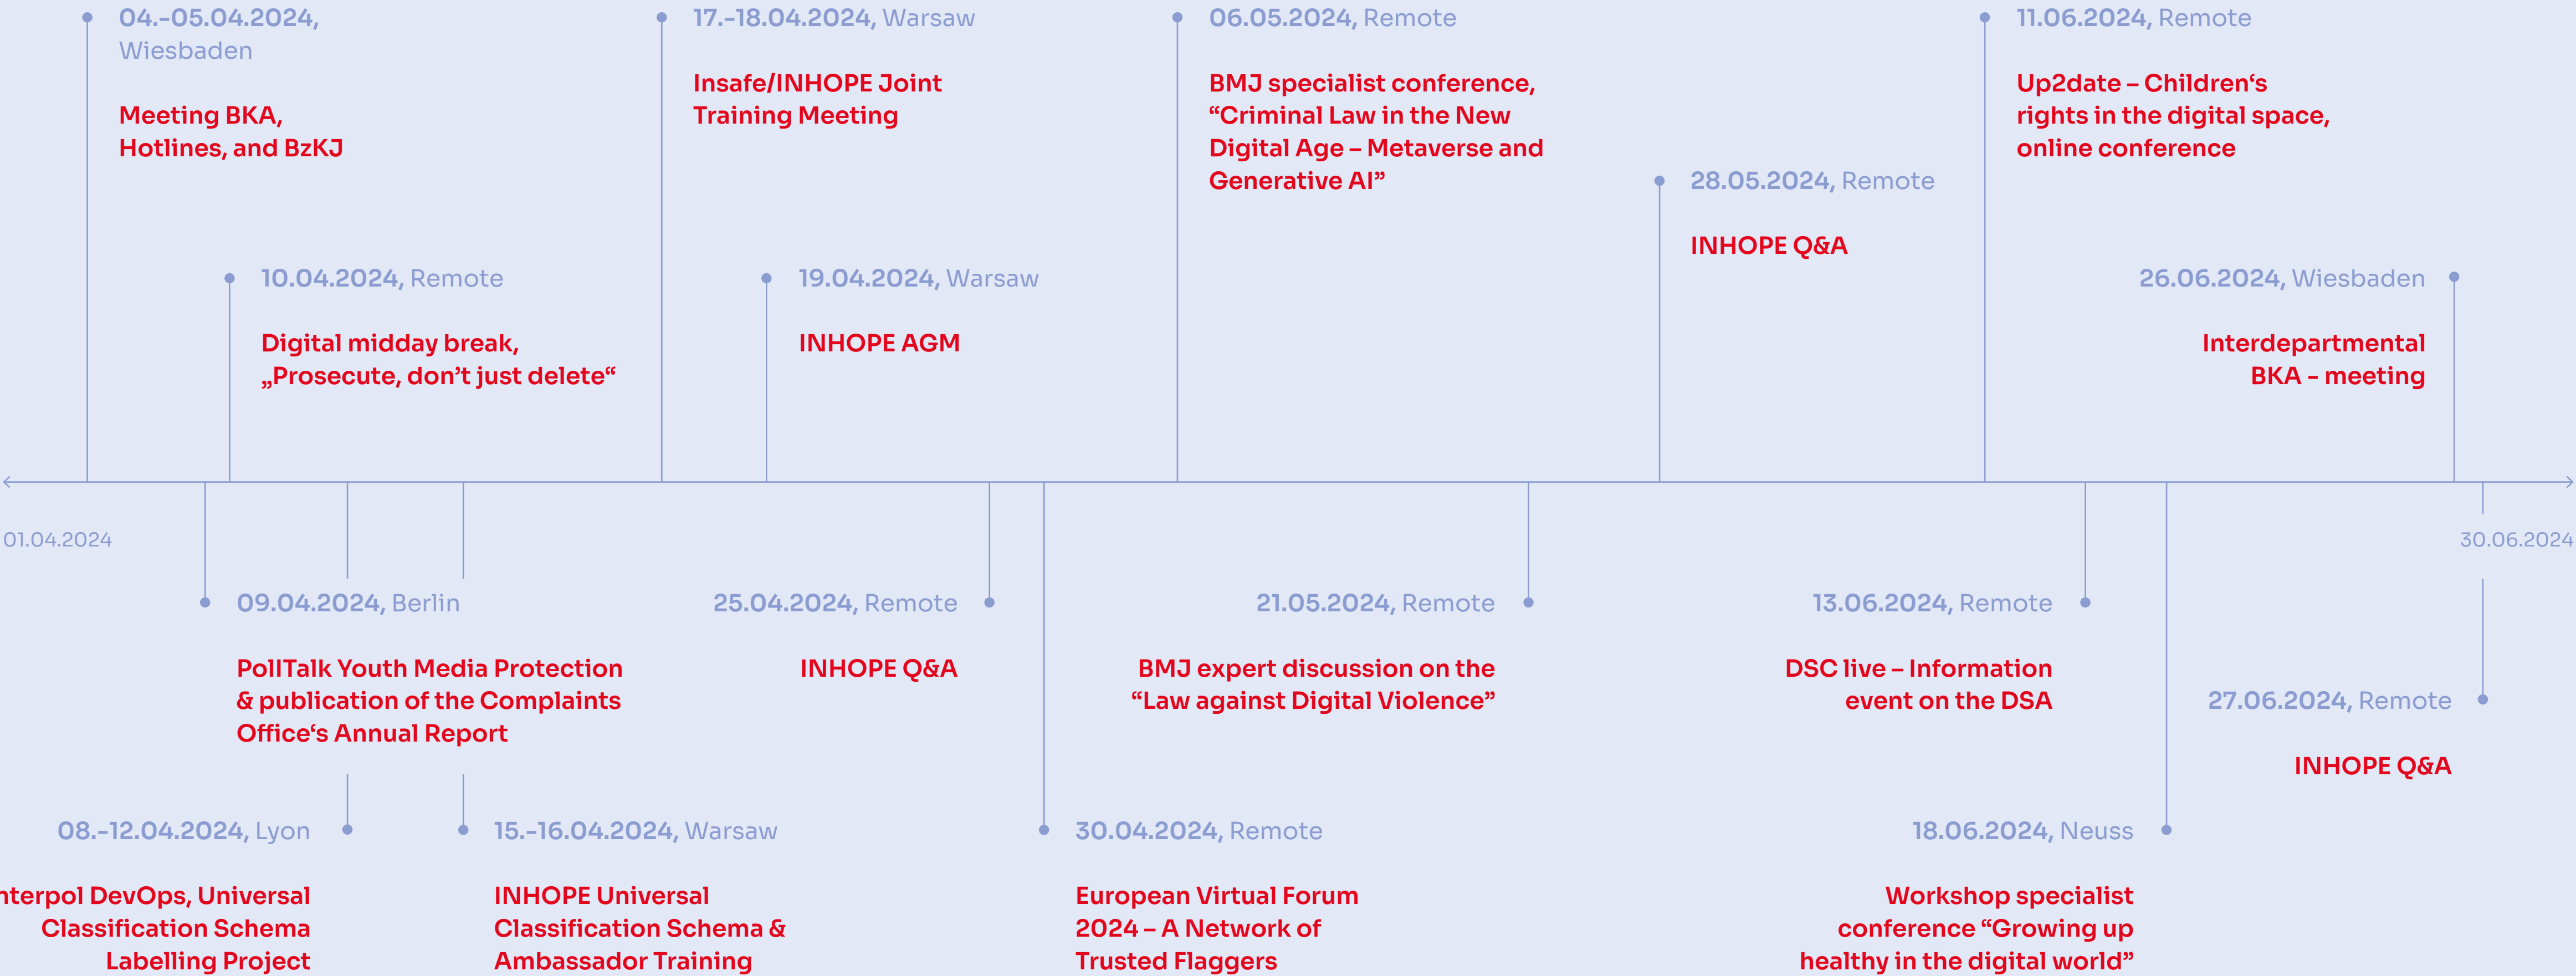 04.-05.04.2024,
Wiesbaden
Meeting BKA,
Hotlines, and BzKJ
17.-18.04.2024, Warsaw
Insafe/INHOPE Joint
Training Meeting
06.05.2024, Remote
BMJ specialist conference,
“Criminal Law in the New
Digital Age – Metaverse and
Generative AI”
11.06.2024, Remote
Up2date – Children‘s
rights in the digital space,
online conference
28.05.2024, Remote
INHOPE Q&A
10.04.2024, Remote
Digital midday break,
„Prosecute, don’t just delete“
19.04.2024, Warsaw
INHOPE AGM
26.06.2024, Wiesbaden
Interdepartmental
BKA - meeting
01.04.2024
30.06.2024
09.04.2024, Berlin
PolITalk Youth Media Protection
& publication of the Complaints
Office‘s Annual Report
25.04.2024, Remote
INHOPE Q&A
21.05.2024, Remote
BMJ expert discussion on the
“Law against Digital Violence”
13.06.2024, Remote
DSC live – Information
event on the DSA
27.06.2024, Remote
INHOPE Q&A
08.-12.04.2024, Lyon
nterpol DevOps, Universal
Classification Schema
Labelling Project
15.-16.04.2024, Warsaw
INHOPE Universal
Classification Schema &
Ambassador Training
30.04.2024, Remote
European Virtual Forum
2024 – A Network of
Trusted Flaggers
18.06.2024, Neuss
Workshop specialist
conference “Growing up
healthy in the digital world”